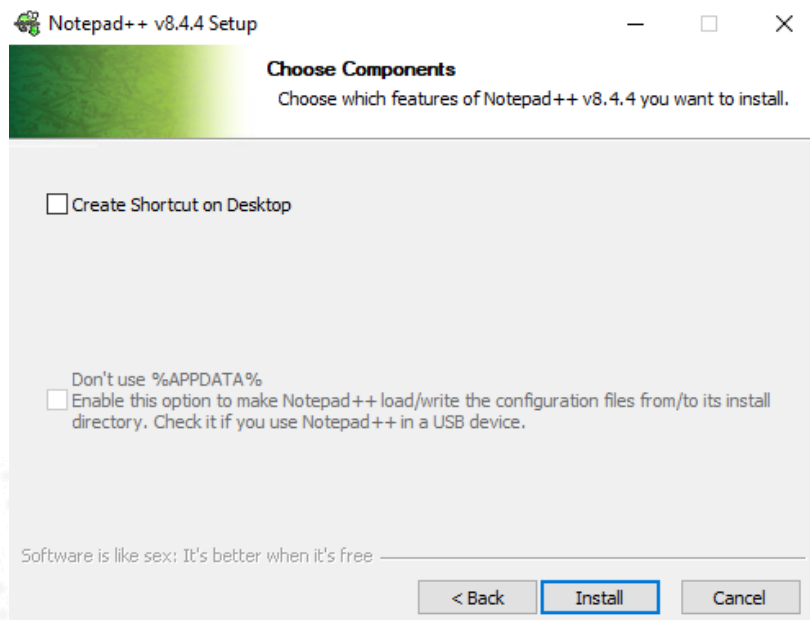 Notepad++ v8.4.4 Setup
Choose Components
Choose which features of Notepad++ v8.4.4 you want to install.
Create Shortcut on Desktop
Don't use %APPDATA%
Enable this option to make Notepad++ load/write the configuration files from/to its install
directory. Check it if you use Notepad++ in a USB device.
Software is like sex: It's better when it's free
< Back
Install
Cancel